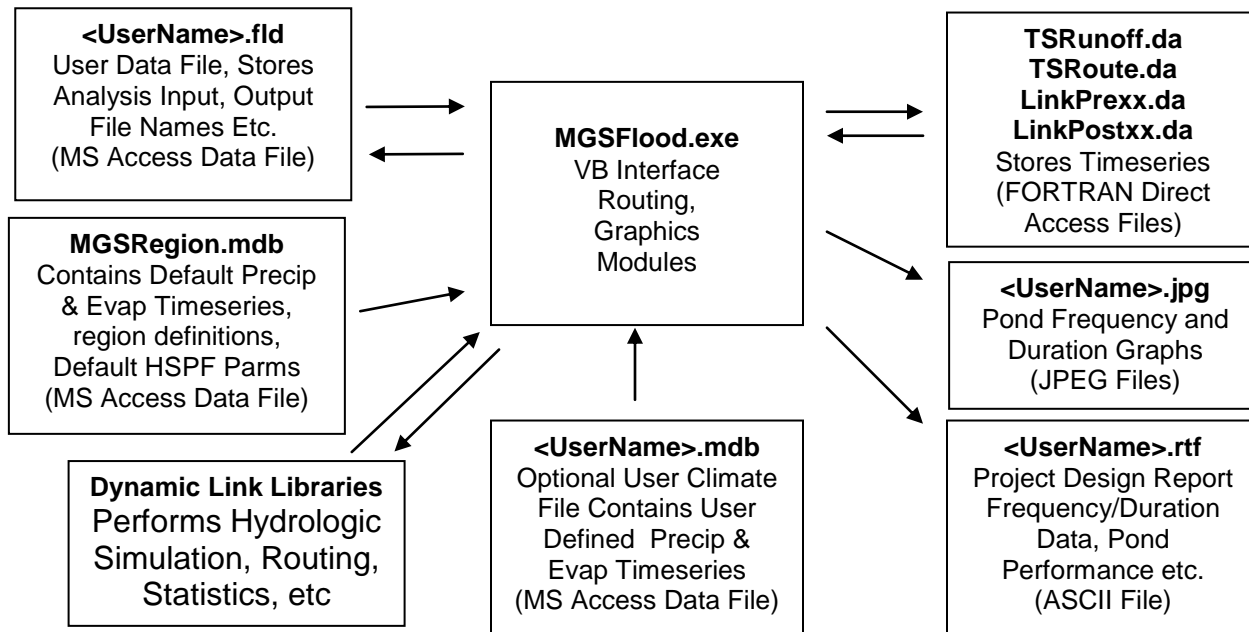 <UserName>.fld
User Data File, Stores
Analysis Input, Output
File Names Etc.
(MS Access Data File)
MGSRegion.mdb
Contains Default Precip
& Evap Timeseries,
region definitions,
Default HSPF Parms
(MS Access Data File)
Dynamic Link Libraries
Performs Hydrologic
Simulation, Routing,
Statistics, etc
MGSFlood.exe
VB Interface
Routing,
Graphics
Modules
<UserName>.mdb
Optional User Climate
File Contains User
Defined Precip &
Evap Timeseries
(MS Access Data File)
TSRunoff.da
TSRoute.da
LinkPrexx.da
LinkPostxx.da
Stores Timeseries
(FORTRAN Direct
Access Files)
<UserName>.jpg
Pond Frequency and
Duration Graphs
(JPEG Files)
<UserName>.rtf
Project Design Report
Frequency/Duration
Data, Pond
Performance etc.
(ASCII File)